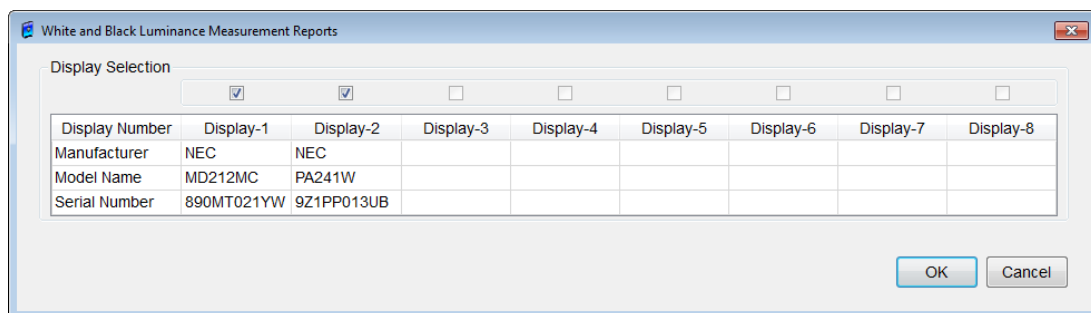 White and Black Luminance Measurement Reports
Display Selection
Display Number Display-1 Display-2 Display-3 Display-4 Display-5 Display-6 Display-7 Display-8
Manufacturer NEC NEC
Model Name MD212MC PA241W
Serial Number 890MT021YW 9Z1PP013UB
OK Cancel